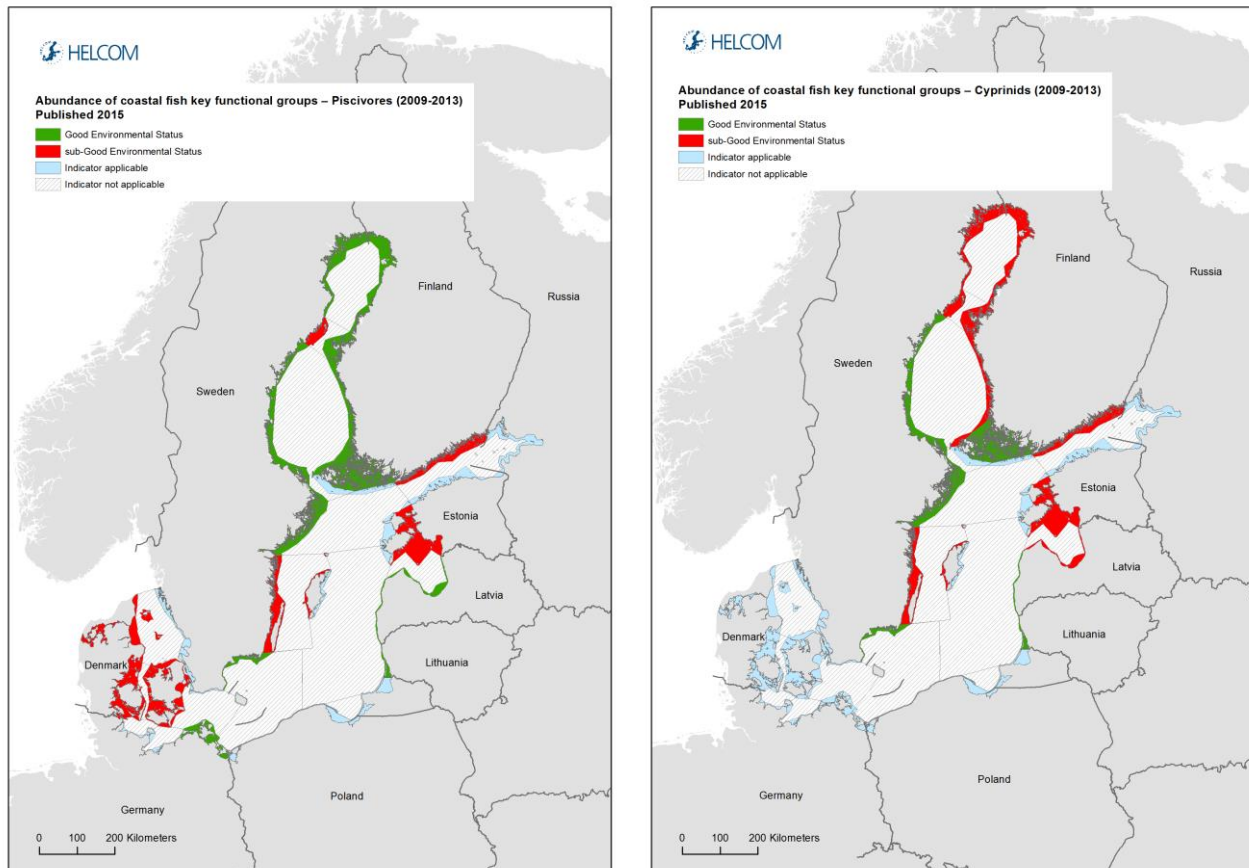 HELCOM
Abundance of coastal fish key functional groups – Piscivores (2009-2013)
Published 2015
Good Environmental Status
sub-Good Environmental Status
Indicator applicable
Indicator not applicable
Finland
Russia
Sweden
Estonia
Latvia
Denmark
Lithuania
Poland
Germany
0 100 200 Kilometers
HELCOM
Abundance of coastal fish key functional groups – Cyprinids (2009-2013)
Published 2015
Good Environmental Status
sub-Good Environmental Status
Indicator applicable
Indicator not applicable
Finland
Russia
Sweden
Estonia
Latvia
Denmark
Lithuania
Poland
Germany
0 100 200 Kilometers